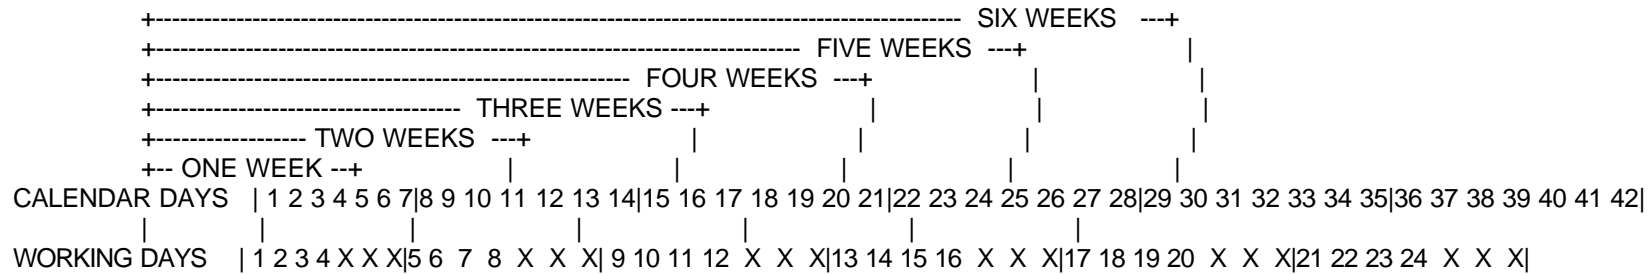 +-------------------------------------------------------------------------------------------------- SIX WEEKS ---+
+------------------------------------------------------------------------------- FIVE WEEKS ---+ |
+---------------------------------------------------------- FOUR WEEKS ---+ | |
+------------------------------------- THREE WEEKS ---+ | | |
+------------------ TWO WEEKS ---+ | | | |
+-- ONE WEEK --+ | | | | |
CALENDAR DAYS | 1 2 3 4 5 6 7|8 9 10 11 12 13 14|15 16 17 18 19 20 21|22 23 24 25 26 27 28|29 30 31 32 33 34 35|36 37 38 39 40 41 42|
| | | | | | |
WORKING DAYS | 1 2 3 4 X X X|5 6 7 8 X X X| 9 10 11 12 X X X|13 14 15 16 X X X|17 18 19 20 X X X|21 22 23 24 X X X|